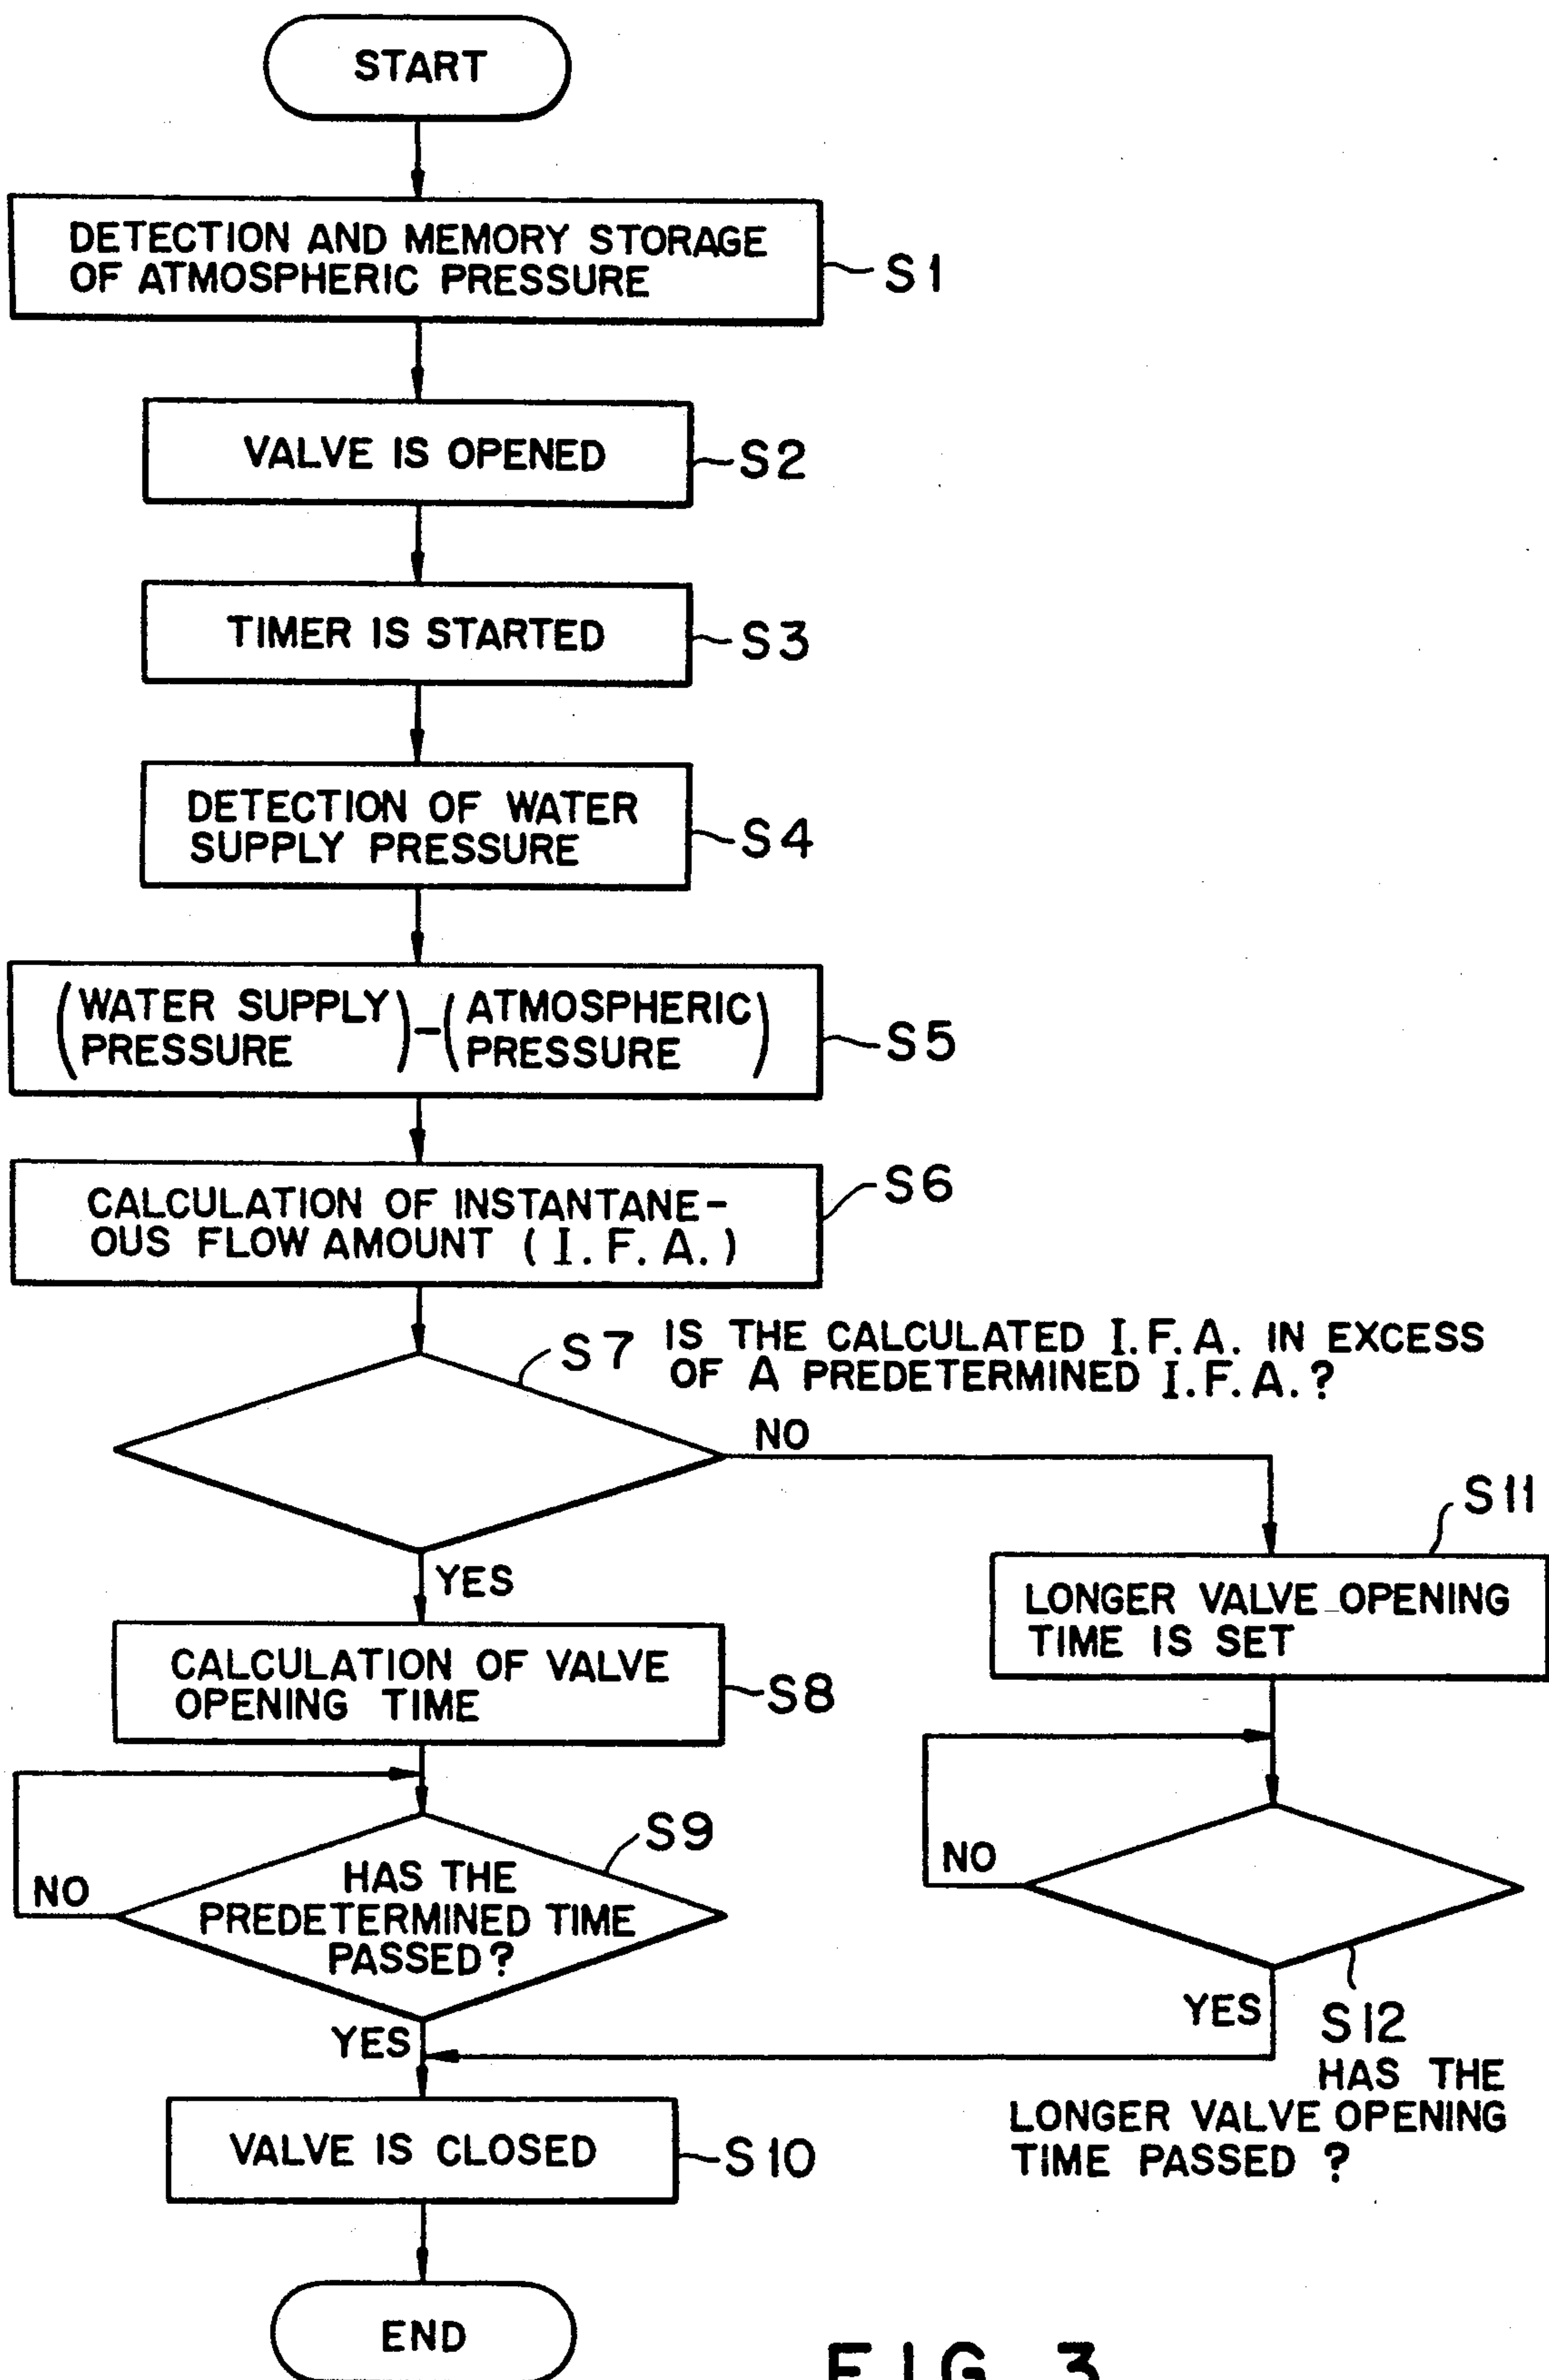 START
DETECTION AND MEMORY STORAGE
OF ATMOSPHERIC PRESSURE
S1
VALVE IS OPENED
S2
TIMER IS STARTED
S3
DETECTION OF WATER
SUPPLY PRESSURE
S4
(WATER SUPPLY PRESSURE)-(ATMOSPHERIC PRESSURE)
S5
CALCULATION OF INSTANTANE-
OUS FLOW AMOUNT (I.F.A.)
S6
S7
IS THE CALCULATED I.F.A. IN EXCESS
OF A PREDETERMINED I.F.A.?
NO
YES
S11
LONGER VALVE OPENING
TIME IS SET
CALCULATION OF VALVE
OPENING TIME
S8
S9
HAS THE
PREDETERMINED TIME
PASSED?
NO
YES
NO
YES
S12
HAS THE
LONGER VALVE OPENING
TIME PASSED ?
VALVE IS CLOSED
S10
END
FIG. 3